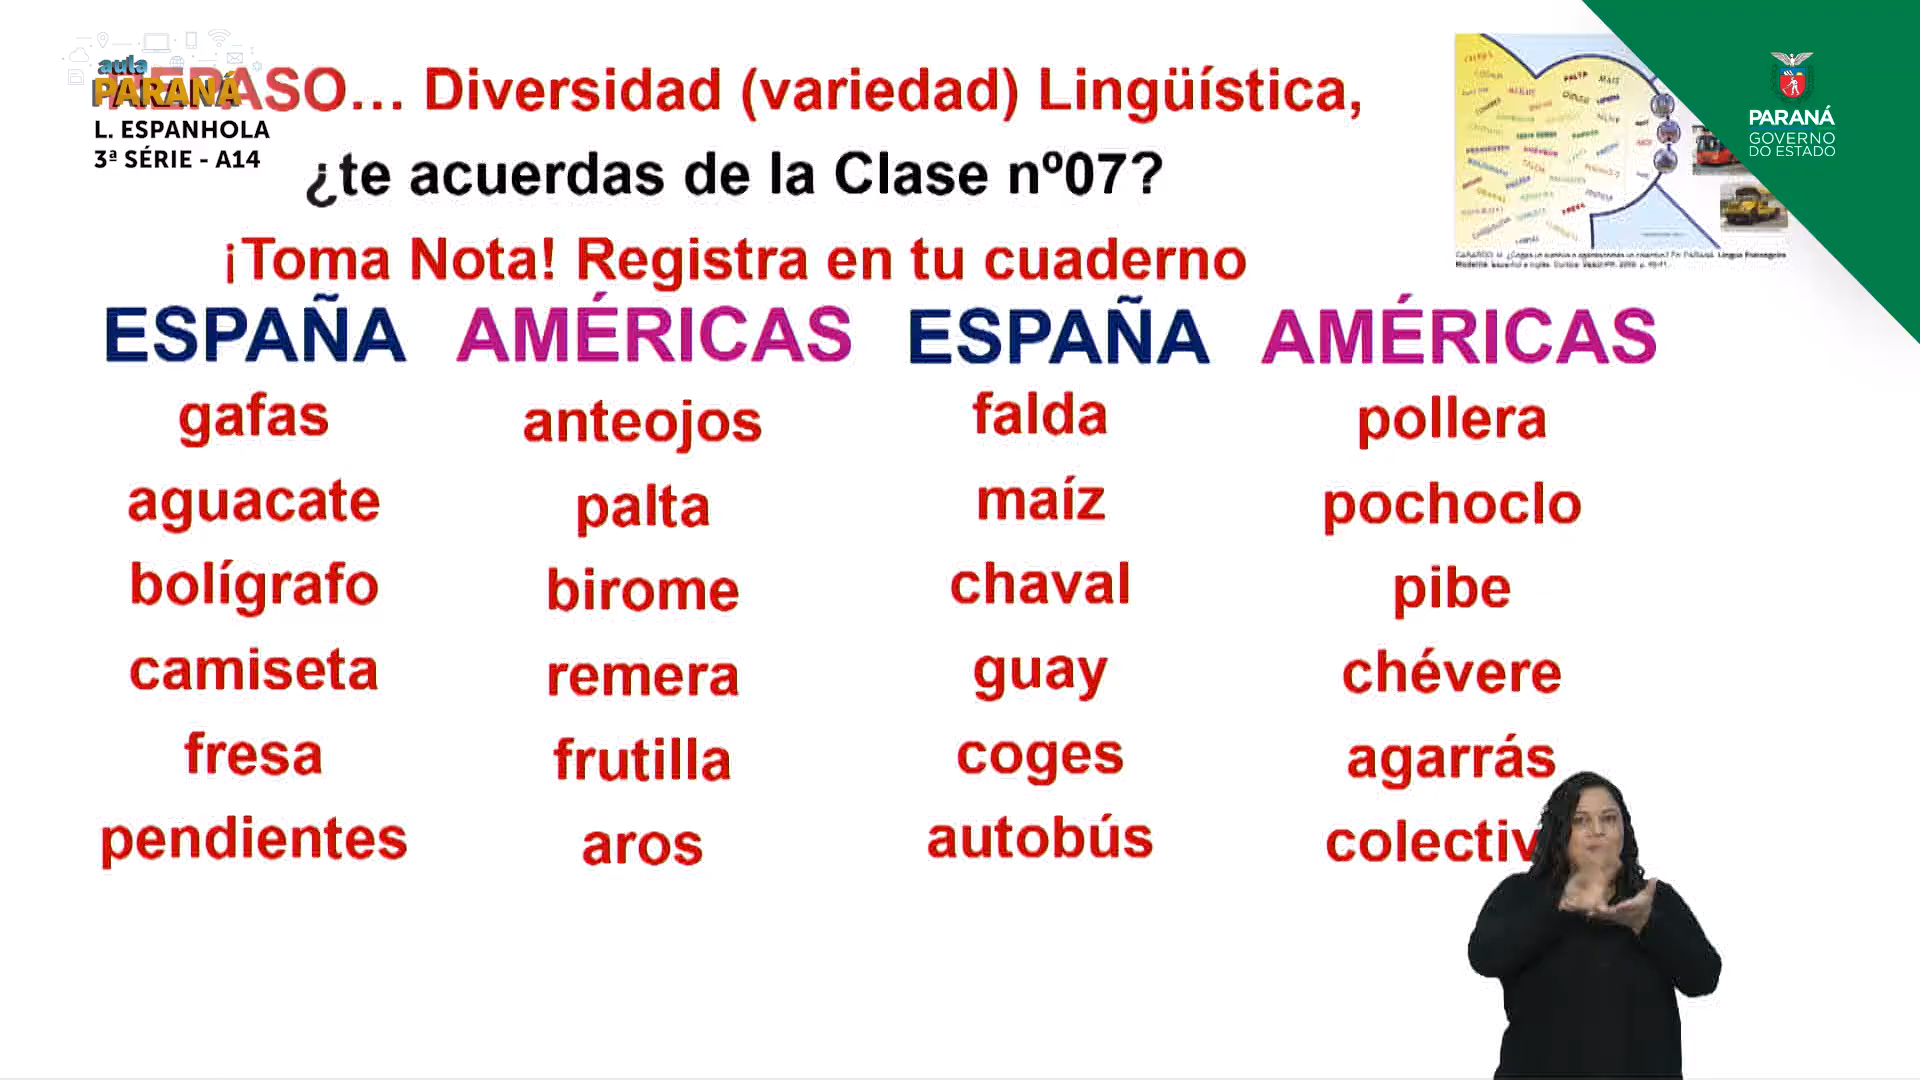 aula
PARANÁ
L. ESPANHOLA
3ª SÉRIE - A14
REPASO... Diversidad (variedad) Lingüística,
¿te acuerdas de la Clase nº07?
¡Toma Nota! Registra en tu cuaderno
PARANÁ
GOVERNO
DO ESTADO
ESPAÑA AMÉRICAS ESPAÑA AMÉRICAS
gafas anteojos falda pollera
aguacate palta maíz pochoclo
bolígrafo birome chaval pibe
camiseta remera guay chévere
fresa frutilla coges agarrás
pendientes aros autobús colectiv